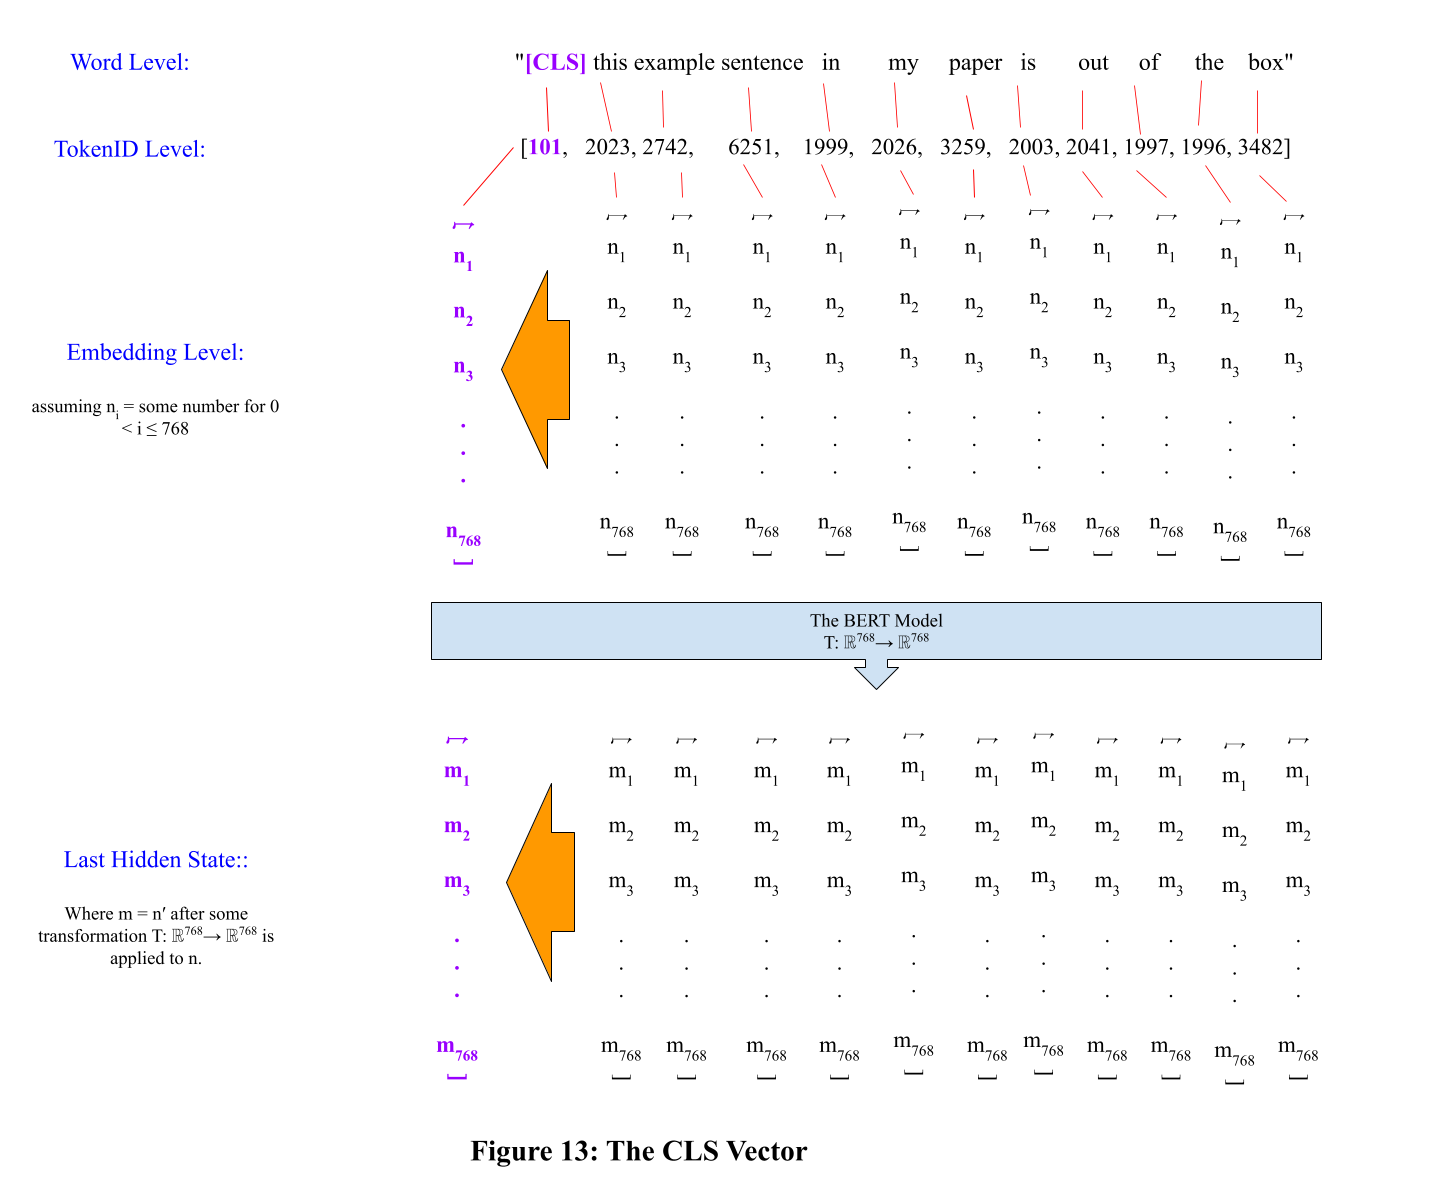 Word Level: "[CLS] this example sentence in my paper is out of the box"
TokenID Level: [101, 2023, 2742, 6251, 1999, 2026, 3259, 2003, 2041, 1997, 1996, 3482]
n₁ n₁ n₁ n₁ n₁ n₁ n₁ n₁ n₁ n₁ n₁ n₁
n₂ n₂ n₂ n₂ n₂ n₂ n₂ n₂ n₂ n₂ n₂ n₂
Embedding Level:
n₃ n₃ n₃ n₃ n₃ n₃ n₃ n₃ n₃ n₃ n₃ n₃
assuming nᵢ = some number for 0
< i ≤ 768
. . . . . . . . . . . .
. . . . . . . . . . . .
. . . . . . . . . . . .
n₇₆₈ n₇₆₈ n₇₆₈ n₇₆₈ n₇₆₈ n₇₆₈ n₇₆₈ n₇₆₈ n₇₆₈ n₇₆₈ n₇₆₈ n₇₆₈
The BERT Model
T: ℝ⁷⁶⁸→ ℝ⁷⁶⁸
m₁ m₁ m₁ m₁ m₁ m₁ m₁ m₁ m₁ m₁ m₁ m₁
m₂ m₂ m₂ m₂ m₂ m₂ m₂ m₂ m₂ m₂ m₂ m₂
Last Hidden State::
m₃ m₃ m₃ m₃ m₃ m₃ m₃ m₃ m₃ m₃ m₃ m₃
Where m = n′ after some
transformation T: ℝ⁷⁶⁸→ ℝ⁷⁶⁸ is
applied to n.
. . . . . . . . . . . .
. . . . . . . . . . . .
. . . . . . . . . . . .
m₇₆₈ m₇₆₈ m₇₆₈ m₇₆₈ m₇₆₈ m₇₆₈ m₇₆₈ m₇₆₈ m₇₆₈ m₇₆₈ m₇₆₈ m₇₆₈
Figure 13: The CLS Vector